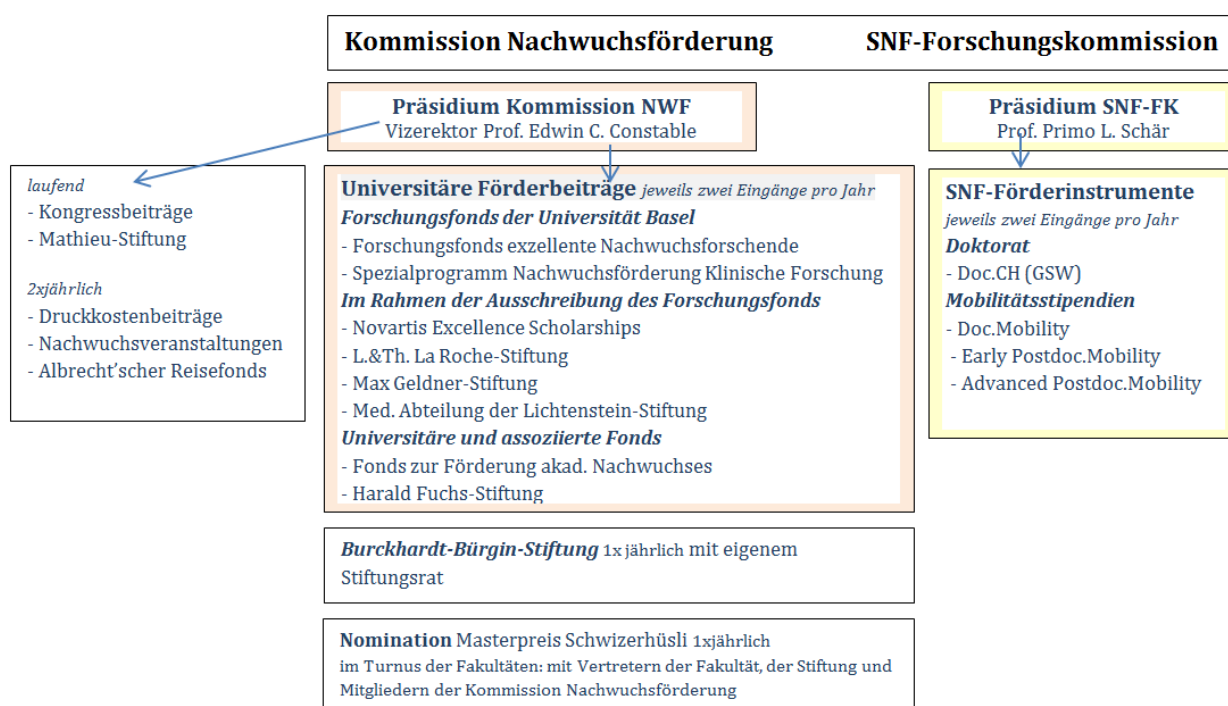 Kommission Nachwuchsförderung SNF-Forschungskommission
Präsidium Kommission NWF
Vizerektor Prof. Edwin C. Constable
Präsidium SNF-FK
Prof. Primo L. Schär
laufend
- Kongressbeiträge
- Mathieu-Stiftung
2xjährlich
- Druckkostenbeiträge
- Nachwuchsveranstaltungen
- Albrecht’scher Reisefonds
Universitäre Förderbeiträge jeweils zwei Eingänge pro Jahr
Forschungsfonds der Universität Basel
- Forschungsfonds exzellente Nachwuchsforschende
- Spezialprogramm Nachwuchsförderung Klinische Forschung
Im Rahmen der Ausschreibung des Forschungsfonds
- Novartis Excellence Scholarships
- L.&Th. La Roche-Stiftung
- Max Geldner-Stiftung
- Med. Abteilung der Lichtenstein-Stiftung
Universitäre und assoziierte Fonds
- Fonds zur Förderung akad. Nachwuchses
- Harald Fuchs-Stiftung
SNF-Förderinstrumente
jeweils zwei Eingänge pro Jahr
Doktorat
- Doc.CH (GSW)
Mobilitätsstipendien
- Doc.Mobility
- Early Postdoc.Mobility
- Advanced Postdoc.Mobility
Burckhardt-Bürgin-Stiftung 1x jährlich mit eigenem
Stiftungsrat
Nomination Masterpreis Schwizerhüsli 1xjährlich
im Turnus der Fakultäten: mit Vertretern der Fakultät, der Stiftung und
Mitgliedern der Kommission Nachwuchsförderung